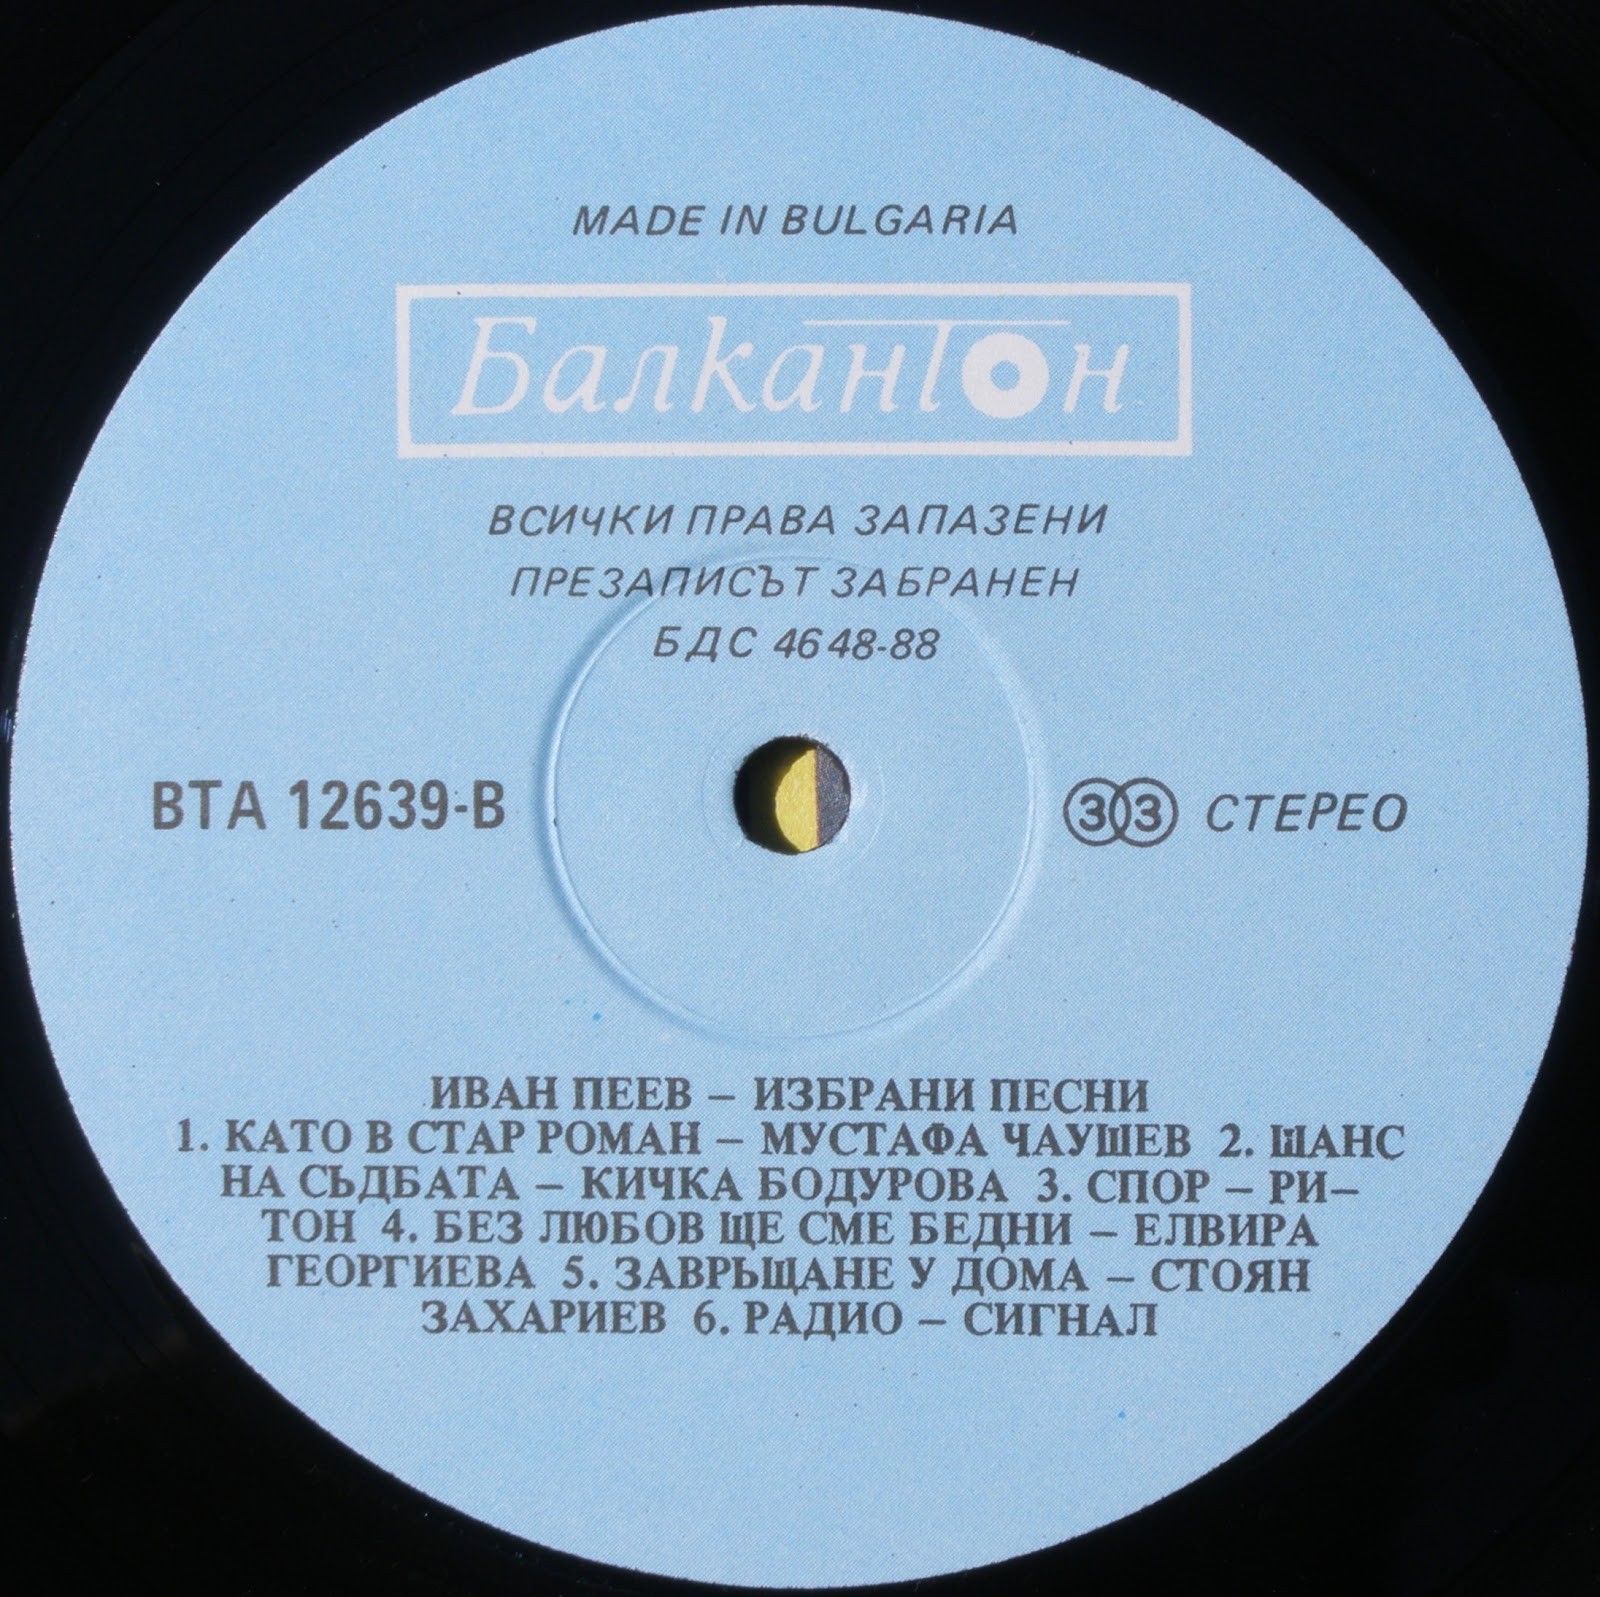 MADE IN BULGARIA
Балкантон
ВСИЧКИ ПРАВА ЗАПАЗЕНИ
ПРЕЗАПИСЪТ ЗАБРАНЕН
БДС 4648-88
ВТА 12639-В
33 СТЕРЕО
ИВАН ПЕЕВ – ИЗБРАНИ ПЕСНИ
1. КАТО В СТАР РОМАН – МУСТАФА ЧАУШЕВ 2. ШАНС
НА СЪДБАТА – КИЧКА БОДУРОВА 3. СПОР – РИ–
ТОН 4. БЕЗ ЛЮБОВ ЩЕ СМЕ БЕДНИ – ЕЛВИРА
ГЕОРГИЕВА 5. ЗАВРЪЩАНЕ У ДОМА – СТОЯН
ЗАХАРИЕВ 6. РАДИО – СИГНАЛ